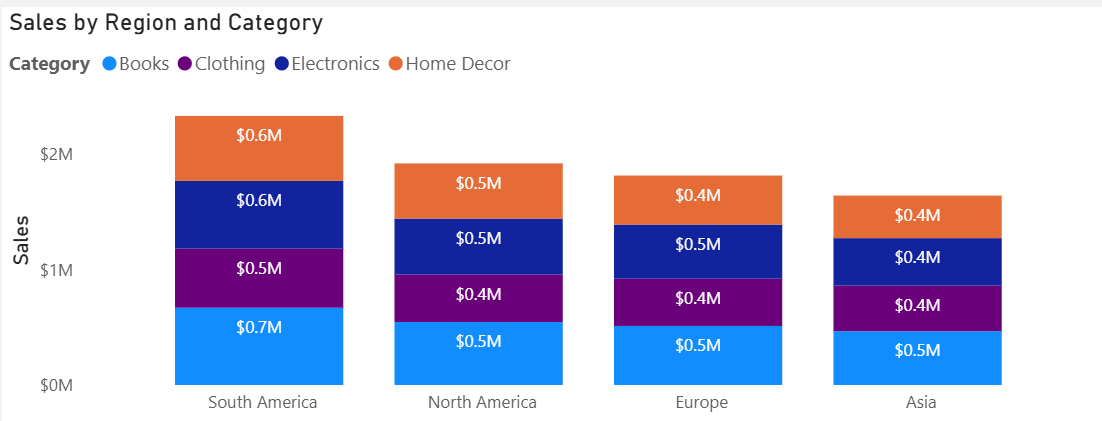 Sales by Region and Category
Category Books Clothing Electronics Home Decor
Sales
$2M
$1M
$0M
$0.6M
$0.6M
$0.5M
$0.7M
$0.5M
$0.5M
$0.4M
$0.5M
$0.4M
$0.5M
$0.4M
$0.5M
$0.4M
$0.4M
$0.4M
$0.5M
South America North America Europe Asia